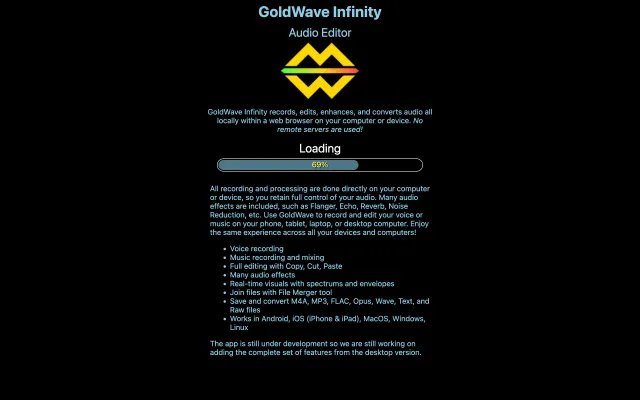 GoldWave Infinity
Audio Editor
GoldWave Infinity records, edits, enhances, and converts audio all
locally within a web browser on your computer or device. No
remote servers are used!
Loading
69%
All recording and processing are done directly on your computer
or device, so you retain full control of your audio. Many audio
effects are included, such as Flanger, Echo, Reverb, Noise
Reduction, etc. Use GoldWave to record and edit your voice or
music on your phone, tablet, laptop, or desktop computer. Enjoy
the same experience across all your devices and computers!
• Voice recording
• Music recording and mixing
• Full editing with Copy, Cut, Paste
• Many audio effects
• Real-time visuals with spectrums and envelopes
• Join files with File Merger tool
• Save and convert M4A, MP3, FLAC, Opus, Wave, Text, and
Raw files
• Works in Android, iOS (iPhone & iPad), MacOS, Windows,
Linux
The app is still under development so we are still working on
adding the complete set of features from the desktop version.